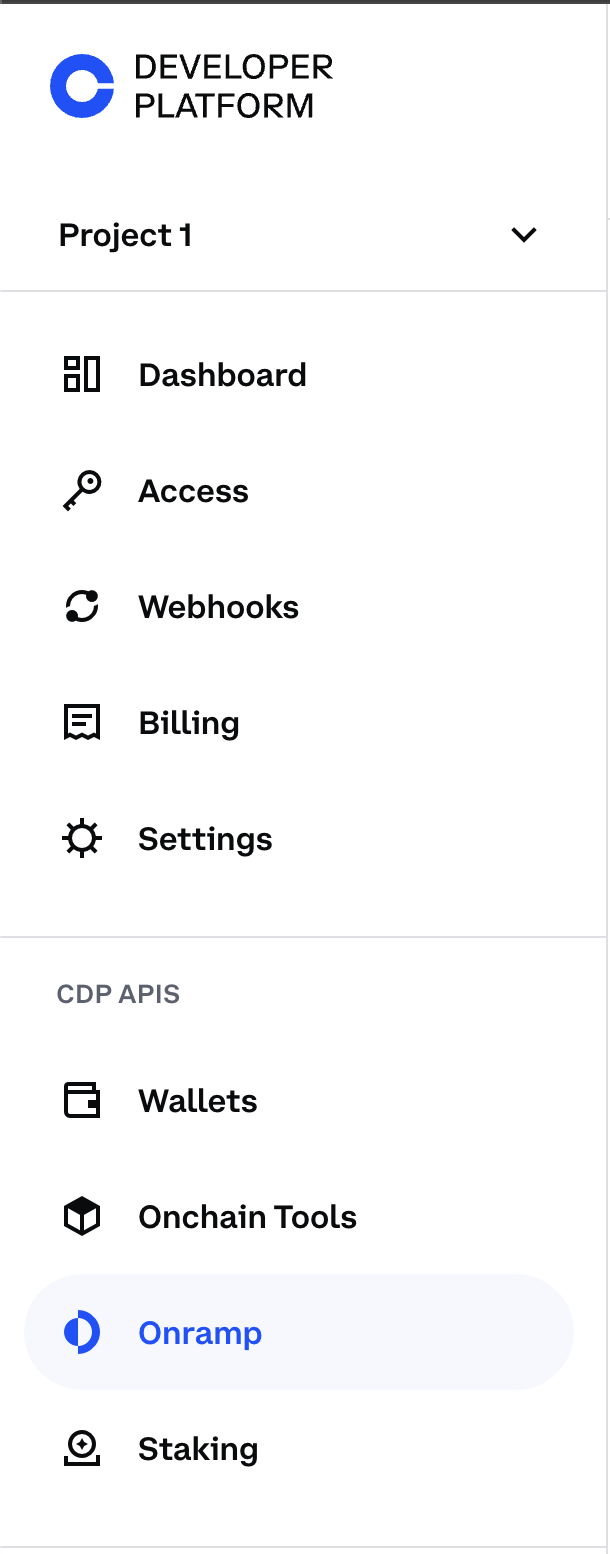 DEVELOPER
PLATFORM
Project 1
Dashboard
Access
Webhooks
Billing
Settings
CDP APIS
Wallets
Onchain Tools
Onramp
Staking